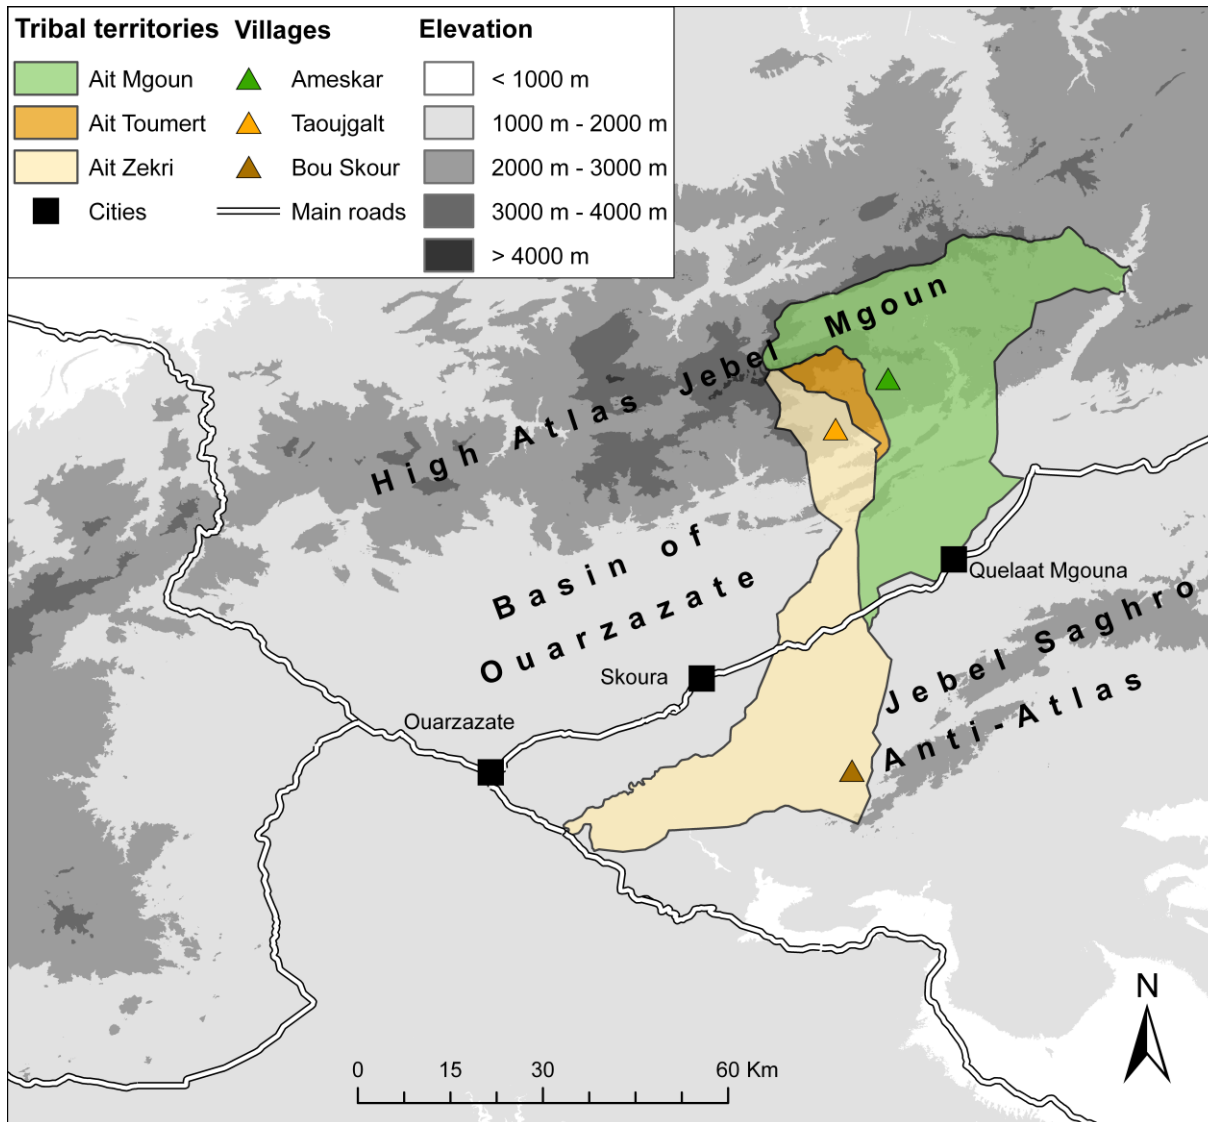 Tribal territories Villages Elevation
Ait Mgoun Ameskar < 1000 m
Ait Toumert Taoujgalt 1000 m - 2000 m
Ait Zekri Bou Skour 2000 m - 3000 m
Cities Main roads 3000 m - 4000 m
> 4000 m
High Atlas Jebel Mgoun
Basin of
Ouarzazate
Quelaat Mgouna
Jebel Saghro
Anti-Atlas
Skoura
Ouarzazate
N
0 15 30 60 Km